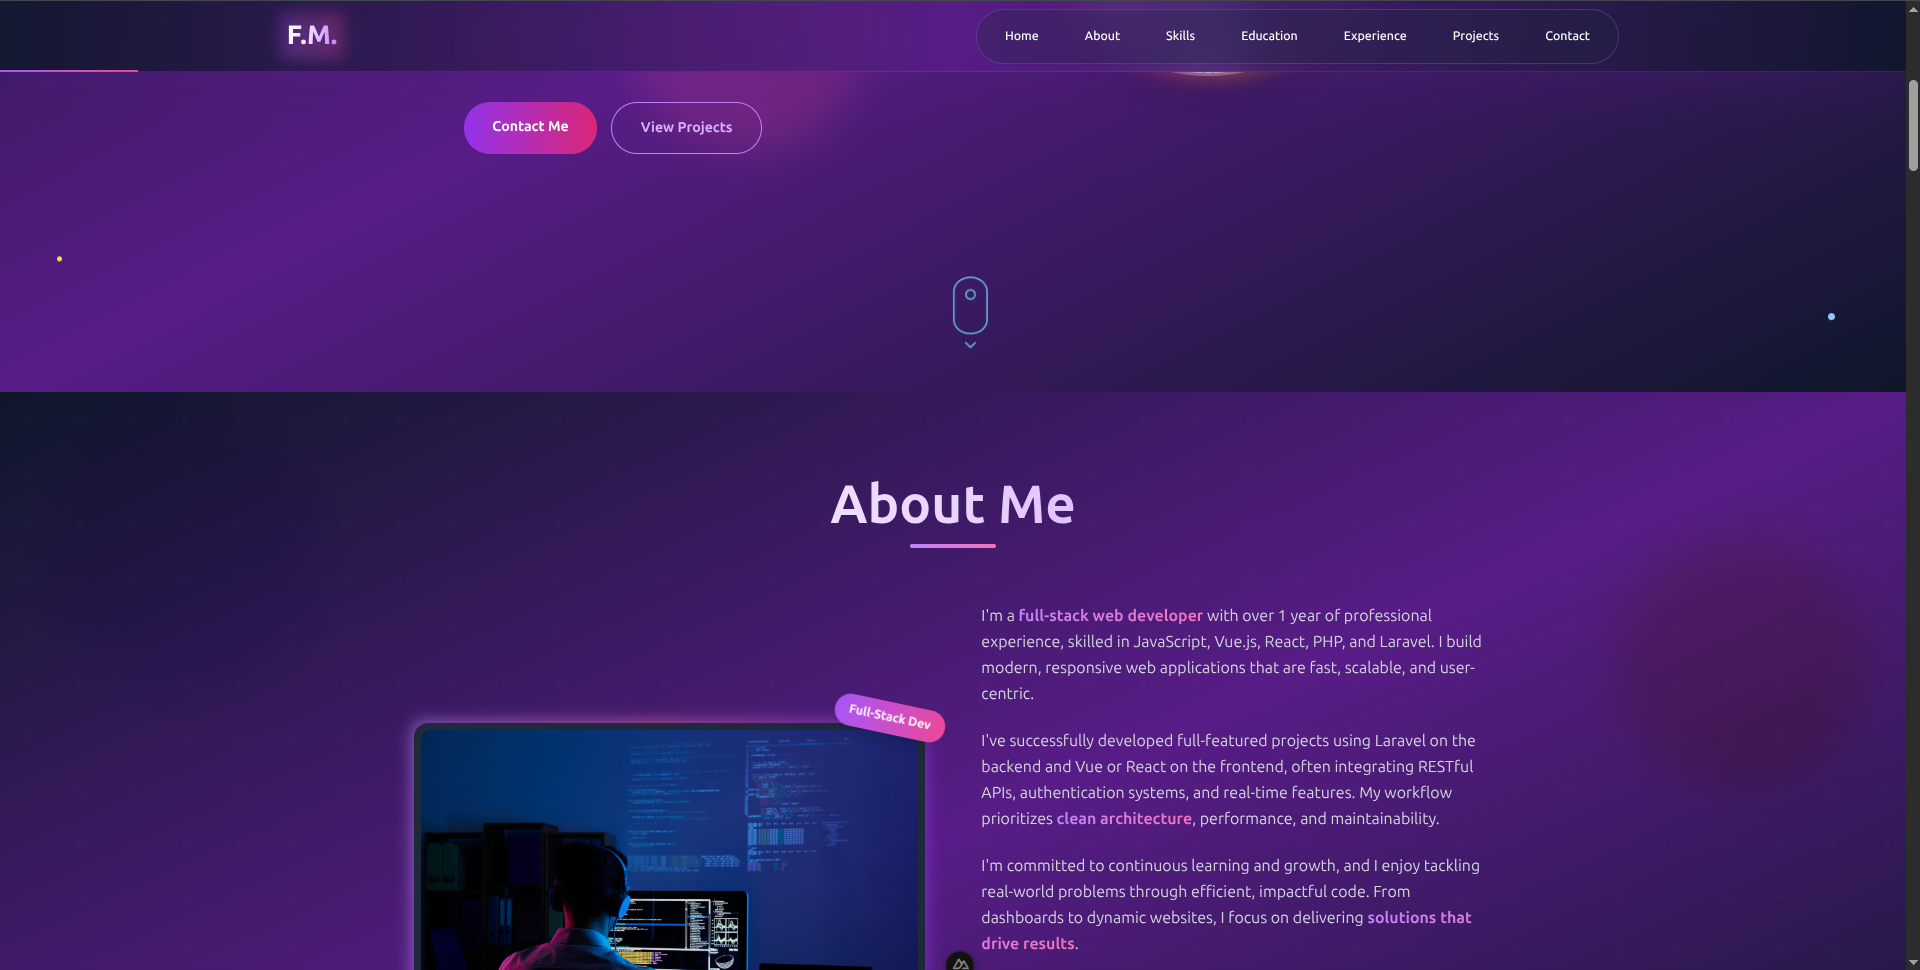 F.M.
Home
About
Skills
Education
Experience
Projects
Contact
Contact Me
View Projects
About Me
I'm a full-stack web developer with over 1 year of professional
experience, skilled in JavaScript, Vue.js, React, PHP, and Laravel. I build
modern, responsive web applications that are fast, scalable, and user-
centric.
Full-Stack Dev
I've successfully developed full-featured projects using Laravel on the
backend and Vue or React on the frontend, often integrating RESTful
APIs, authentication systems, and real-time features. My workflow
prioritizes clean architecture, performance, and maintainability.
I'm committed to continuous learning and growth, and I enjoy tackling
real-world problems through efficient, impactful code. From
dashboards to dynamic websites, I focus on delivering solutions that
drive results.